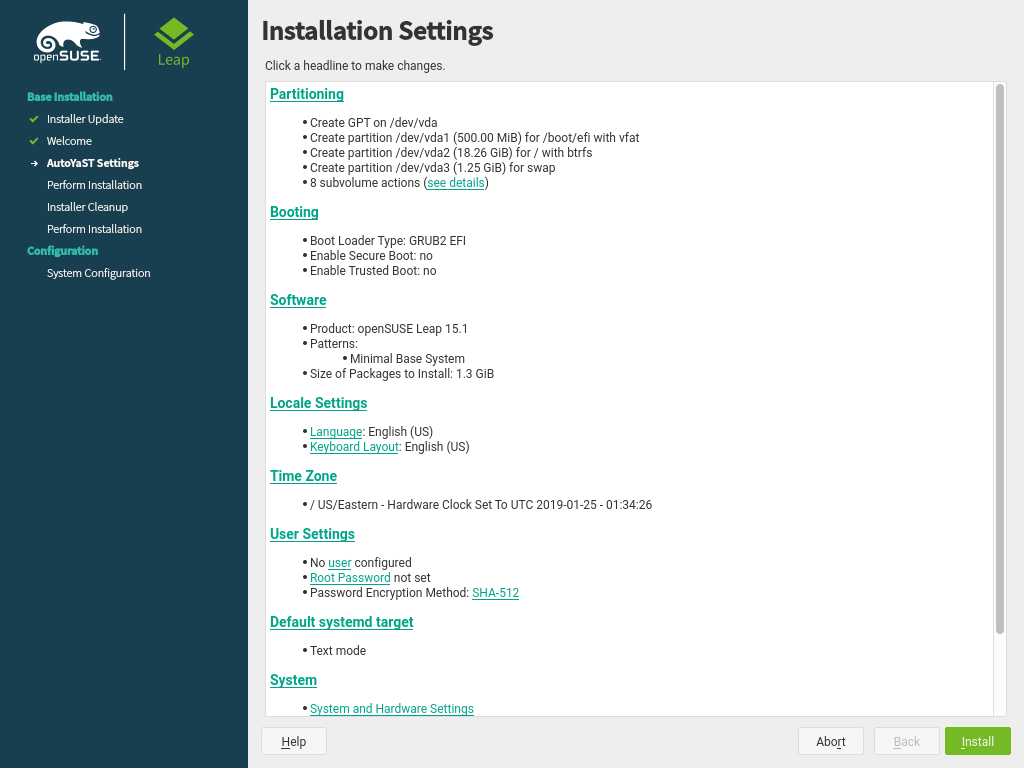 openSUSE
Leap
Base Installation
Installer Update
Welcome
AutoYaST Settings
Perform Installation
Installer Cleanup
Perform Installation
Configuration
System Configuration
Installation Settings
Click a headline to make changes.
Partitioning
• Create GPT on /dev/vda
• Create partition /dev/vda1 (500.00 MiB) for /boot/efi with vfat
• Create partition /dev/vda2 (18.26 GiB) for / with btrfs
• Create partition /dev/vda3 (1.25 GiB) for swap
• 8 subvolume actions (see details)
Booting
• Boot Loader Type: GRUB2 EFI
• Enable Secure Boot: no
• Enable Trusted Boot: no
Software
• Product: openSUSE Leap 15.1
• Patterns:
• Minimal Base System
• Size of Packages to Install: 1.3 GiB
Locale Settings
• Language: English (US)
• Keyboard Layout: English (US)
Time Zone
• / US/Eastern - Hardware Clock Set To UTC 2019-01-25 - 01:34:26
User Settings
• No user configured
• Root Password not set
• Password Encryption Method: SHA-512
Default systemd target
• Text mode
System
• System and Hardware Settings
Help
Abort
Back
Install